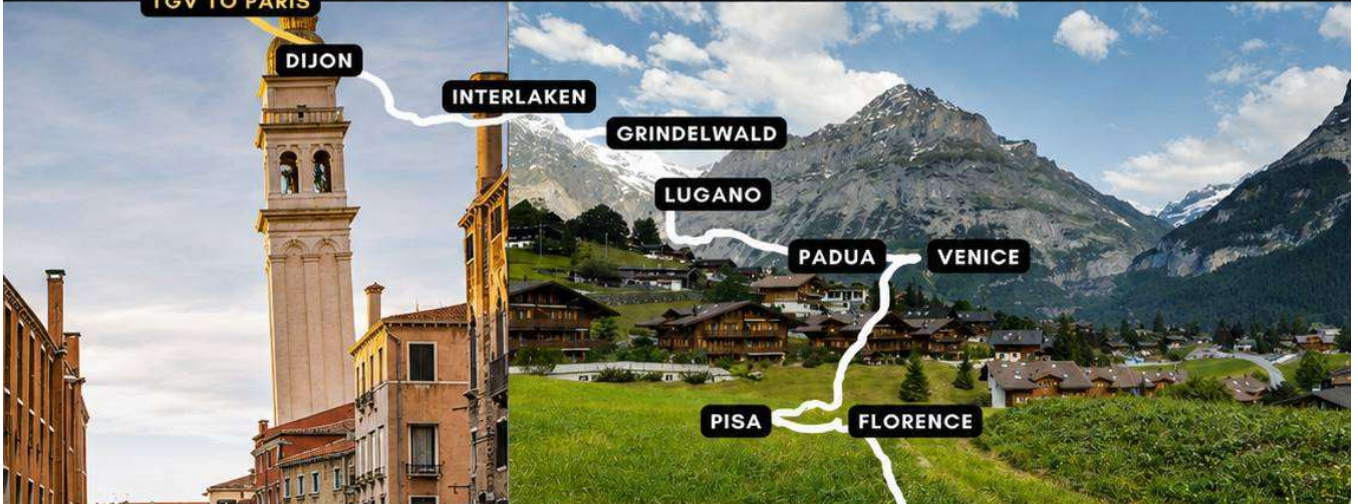 TGV TO PARIS
DIJON
INTERLAKEN
GRINDELWALD
LUGANO
PADUA
VENICE
PISA
FLORENCE